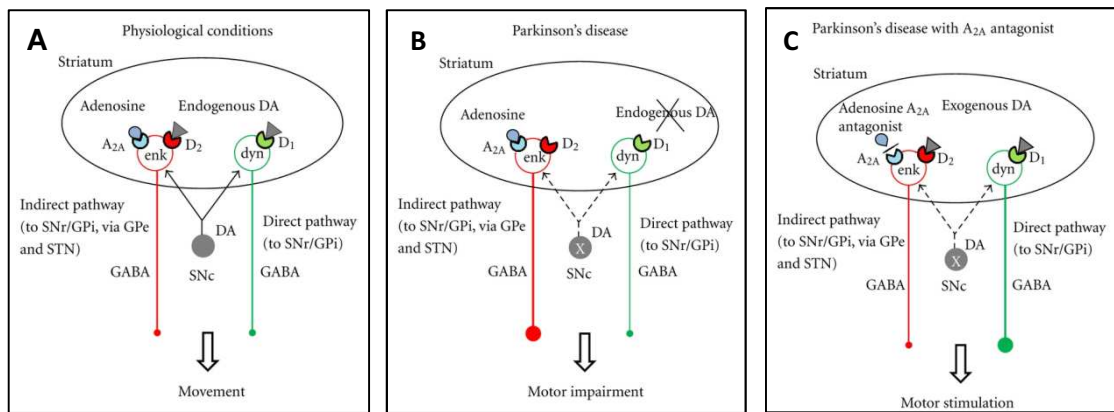 A
Physiological conditions
Striatum
Adenosine
Endogenous DA
A2A
D2
D1
enk
dyn
Indirect pathway
(to SNr/GPi, via GPe
and STN)
DA
Direct pathway
(to SNr/GPi)
SNc
GABA
GABA
Movement
B
Parkinson's disease
Striatum
Adenosine
Endogenous DA
A2A
D2
D1
enk
dyn
Indirect pathway
(to SNr/GPi, via GPe
and STN)
DA
Direct pathway
(to SNr/GPi)
X
SNc
GABA
GABA
Motor impairment
C
Parkinson's disease with A2A antagonist
Striatum
Adenosine A2A
antagonist
Exogenous DA
A2A
D2
D1
enk
dyn
Indirect pathway
(to SNr/GPi, via GPe
and STN)
DA
Direct pathway
(to SNr/GPi)
X
SNc
GABA
GABA
Motor stimulation